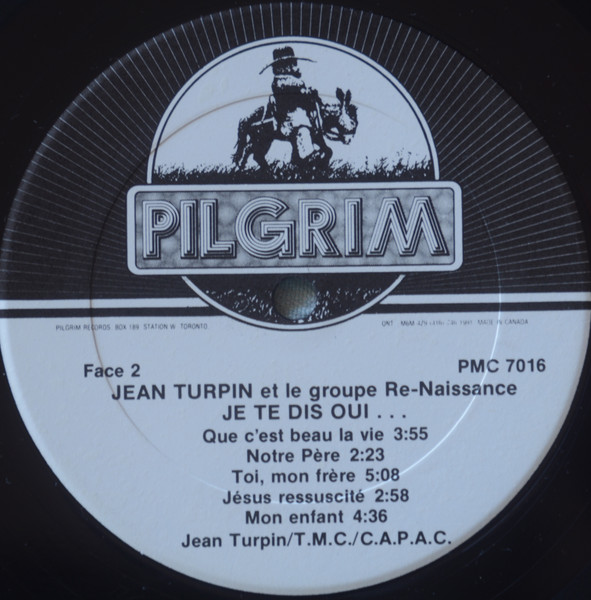 PILGRIM
PILGRIM RECORDS BOX 189 STATION W TORONTO ONT MADE IN CANADA
Face 2 PMC 7016
JEAN TURPIN et le groupe Re-Naissance
JE TE DIS OUI . . .
Que c'est beau la vie 3:55
Notre Père 2:23
Toi, mon frère 5:08
Jésus ressuscité 2:58
Mon enfant 4:36
Jean Turpin/T.M.C./C.A.P.A.C.